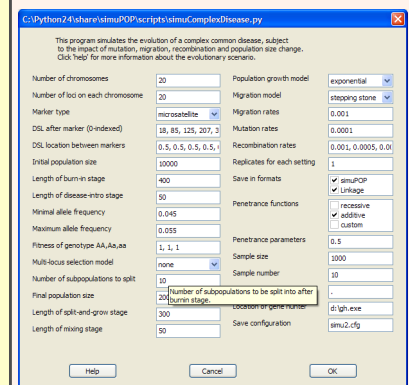 C:\Python24\share\simuPOP\scripts\simuComplexDisease.py
This program simulates the evolution of a complex common disease, subject
to the impact of mutation, migration, recombination and population size change.
Click 'help' for more information about the evolutionary scenario.
Number of chromosomes 20
Number of loci on each chromosome 20
Marker type microsatellite
DSL after marker (0-indexed) 18, 85, 125, 207, 3
DSL location between markers 0.5, 0.5, 0.5, 0.5,
Initial population size 10000
Length of burn-in stage 400
Length of disease-intro stage 50
Minimal allele frequency 0.045
Maximum allele frequency 0.055
Fitness of genotype AA,Aa,aa 1, 1, 1
Multi-locus selection model none
Number of subpopulations to split 10
Number of subpopulations to be split into after
burnin stage.
Final population size 200
Length of split-and-grow stage 300
Length of mixing stage 50
Population growth model exponential
Migration model stepping stone
Migration rates 0.001
Mutation rates 0.0001
Recombination rates 0.001, 0.0005, 0.00
Replicates for each setting 1
Save in formats simuPOP
Linkage
Penetrance functions recessive
additive
custom
Penetrance parameters 0.5
Sample size 1000
Sample number 10
.
Location of gene hunter d:\gh.exe
Save configuration simu2.cfg
Help Cancel OK